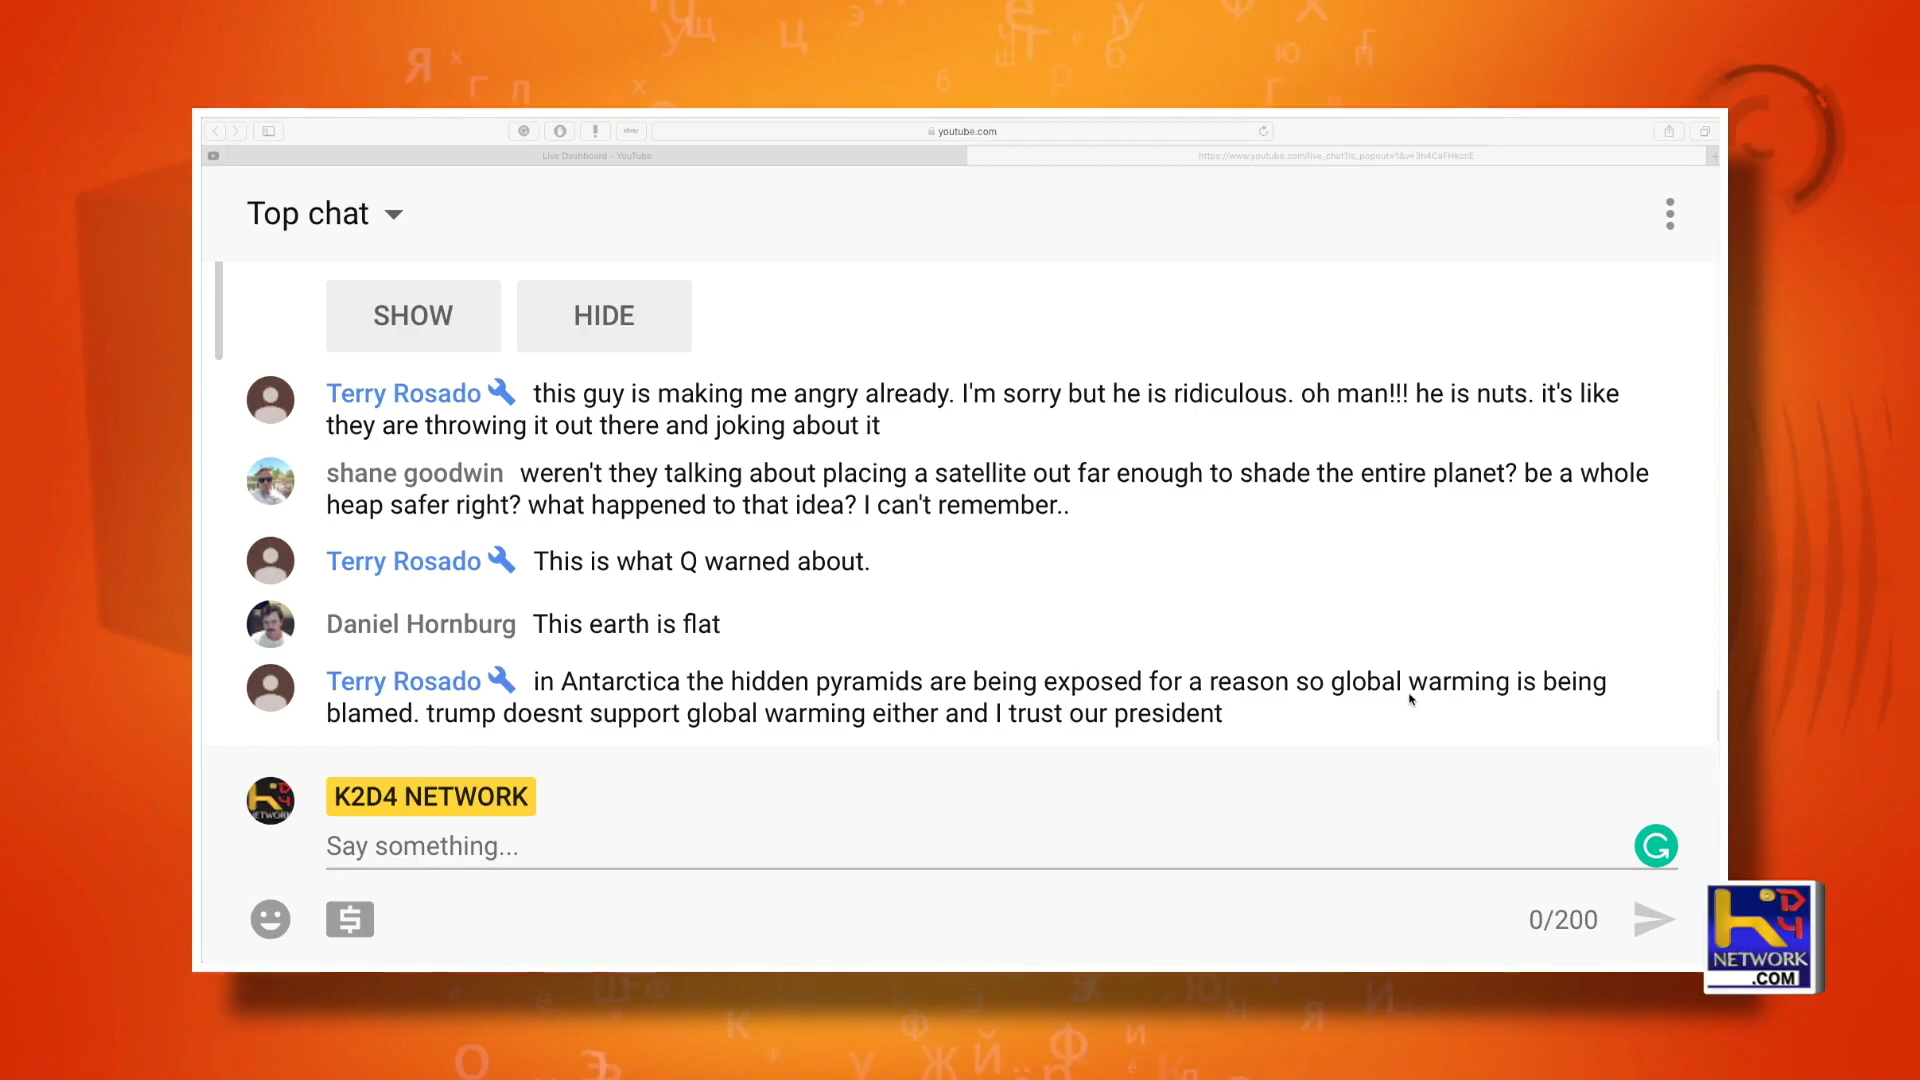 youtube.com
Live Dashboard - YouTube
https://www.youtube.com/live_chat?is_popout=1&v=3h4CaFHkccE
Top chat
SHOW HIDE
Terry Rosado this guy is making me angry already. I'm sorry but he is ridiculous. oh man!!! he is nuts. it's like
they are throwing it out there and joking about it
shane goodwin weren't they talking about placing a satellite out far enough to shade the entire planet? be a whole
heap safer right? what happened to that idea? I can't remember..
Terry Rosado This is what Q warned about.
Daniel Hornburg This earth is flat
Terry Rosado in Antarctica the hidden pyramids are being exposed for a reason so global warming is being
blamed. trump doesnt support global warming either and I trust our president
K2D4 NETWORK
Say something...
0/200
K2D4
NETWORK
.COM